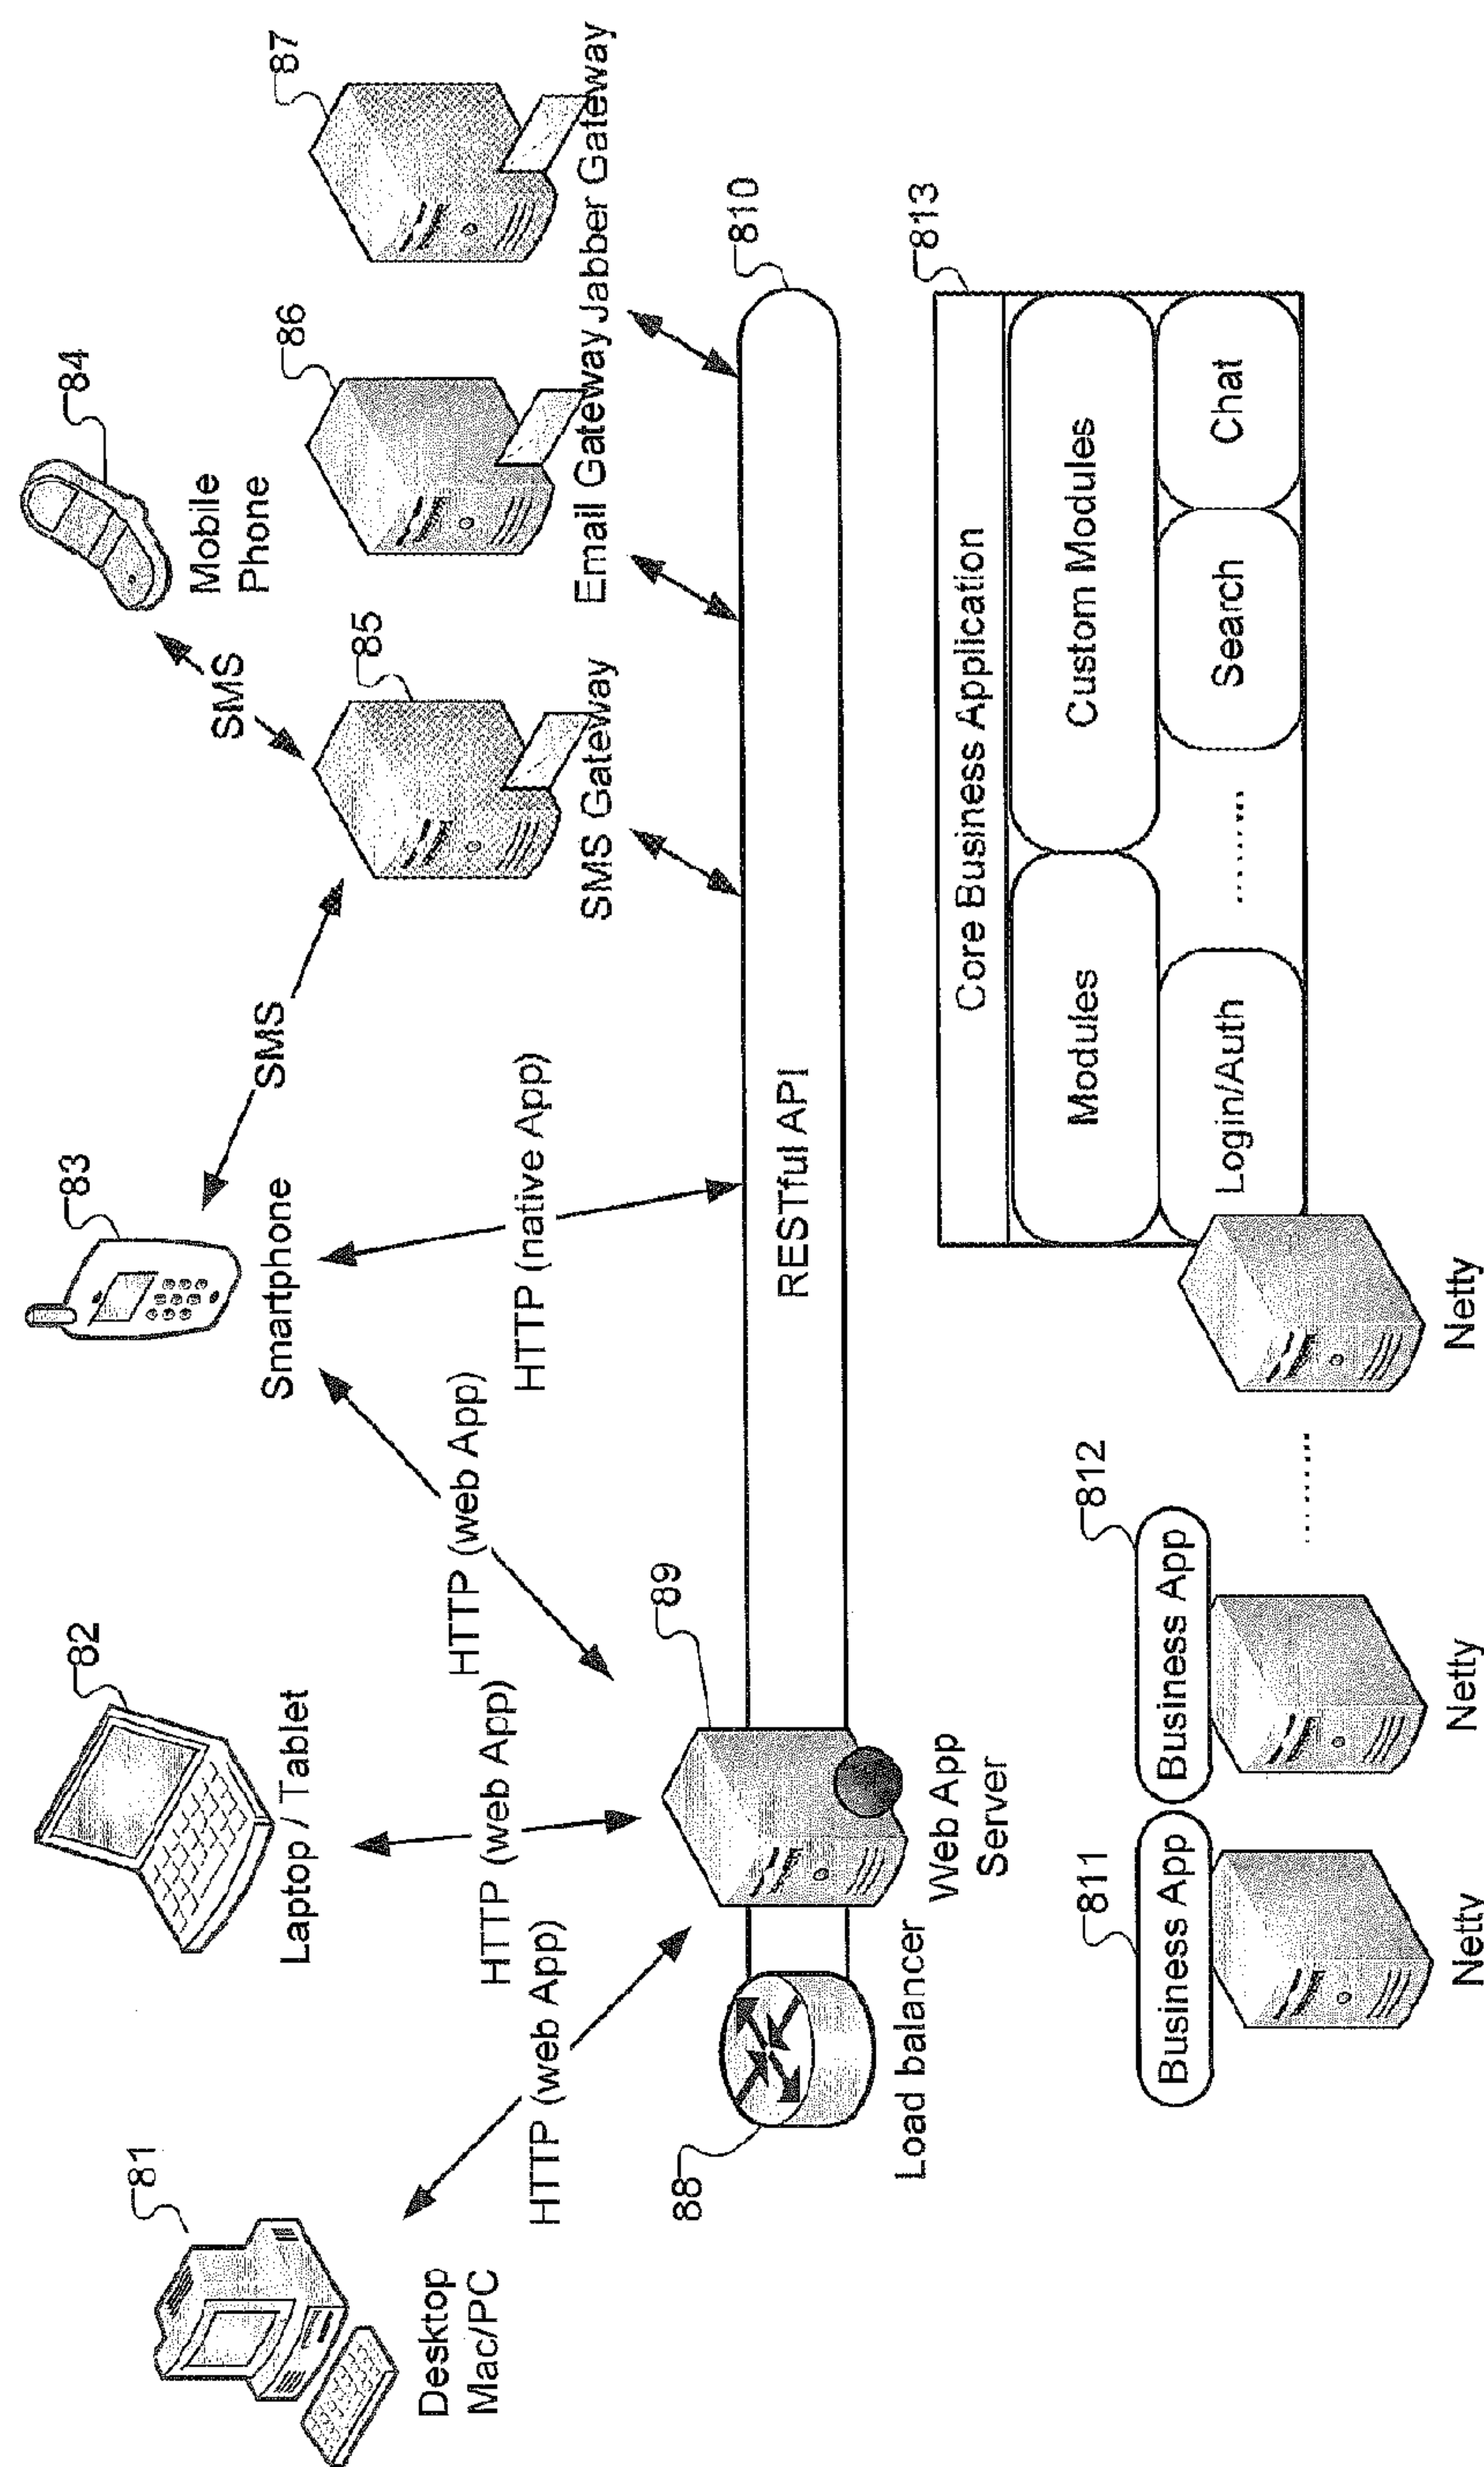 81
Desktop
Mac/PC
82
Laptop / Tablet
83
Smartphone
84
Mobile
Phone
SMS
SMS
85
SMS Gateway
86
Email Gateway
87
Jabber Gateway
HTTP (web App)
HTTP (web App)
HTTP (web App)
HTTP (native App)
88
Load balancer
89
Web App
Server
RESTful API
810
811
Business App
Netty
812
Business App
Netty
........
Netty
813
Core Business Application
Modules
Custom Modules
Login/Auth
........
Search
Chat